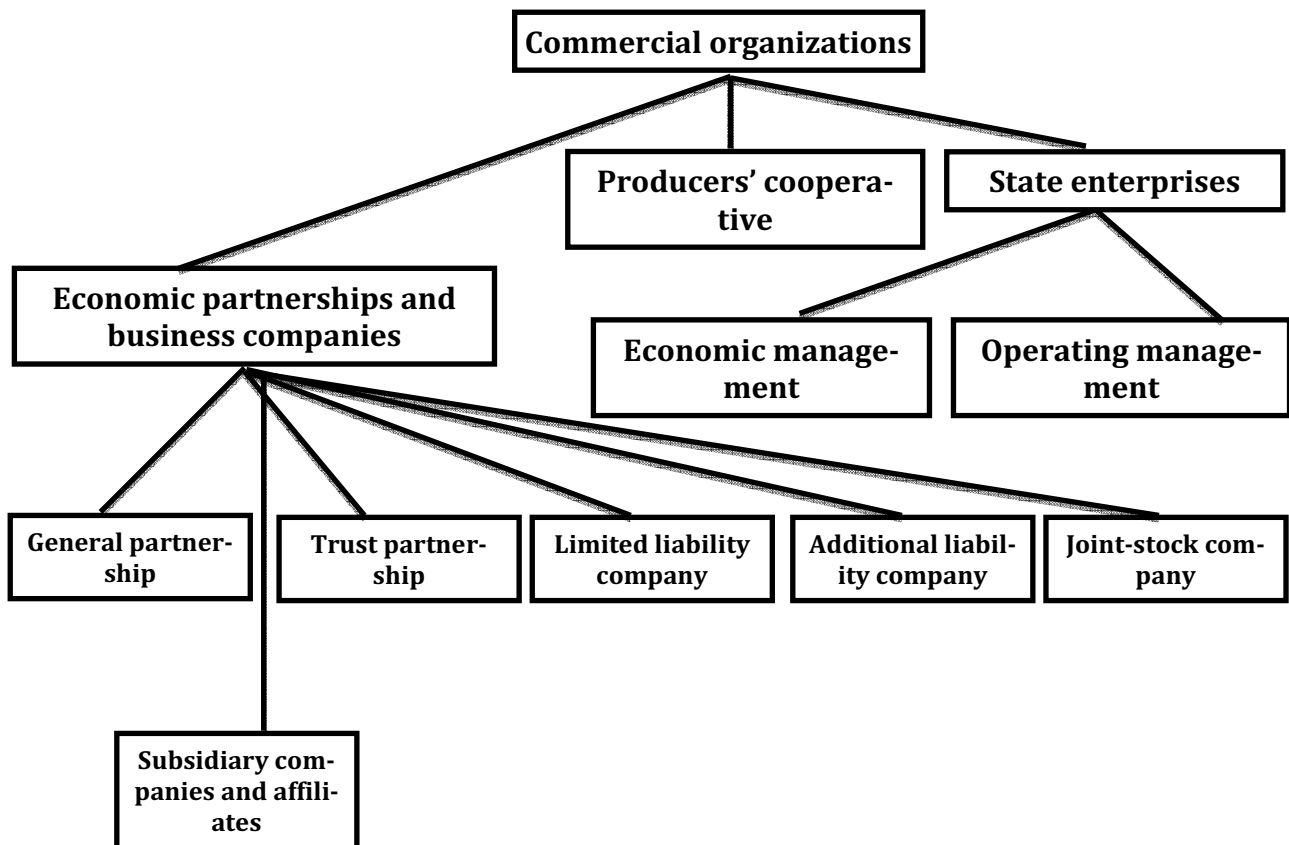 Commercial organizations
Producers’ coopera-
tive
State enterprises
Economic partnerships and
business companies
Economic manage-
ment
Operating manage-
ment
General partner-
ship
Trust partner-
ship
Limited liability
company
Additional liabil-
ity company
Joint-stock com-
pany
Subsidiary com-
panies and affili-
ates